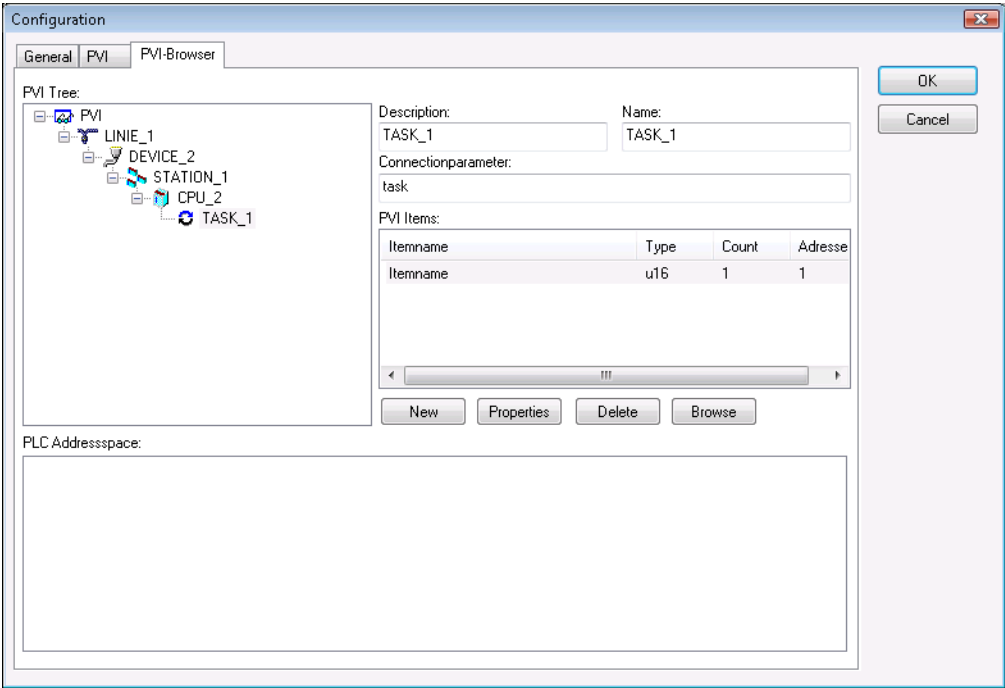 Configuration
General PVI PVI-Browser
OK
Cancel
PVI Tree:
PVI
LINIE_1
DEVICE_2
STATION_1
CPU_2
TASK_1
Description: Name:
TASK_1 TASK_1
Connectionparameter:
task
PVI Items:
Itemname Type Count Adresse
Itemname u16 1 1
New Properties Delete Browse
PLC Addressspace: